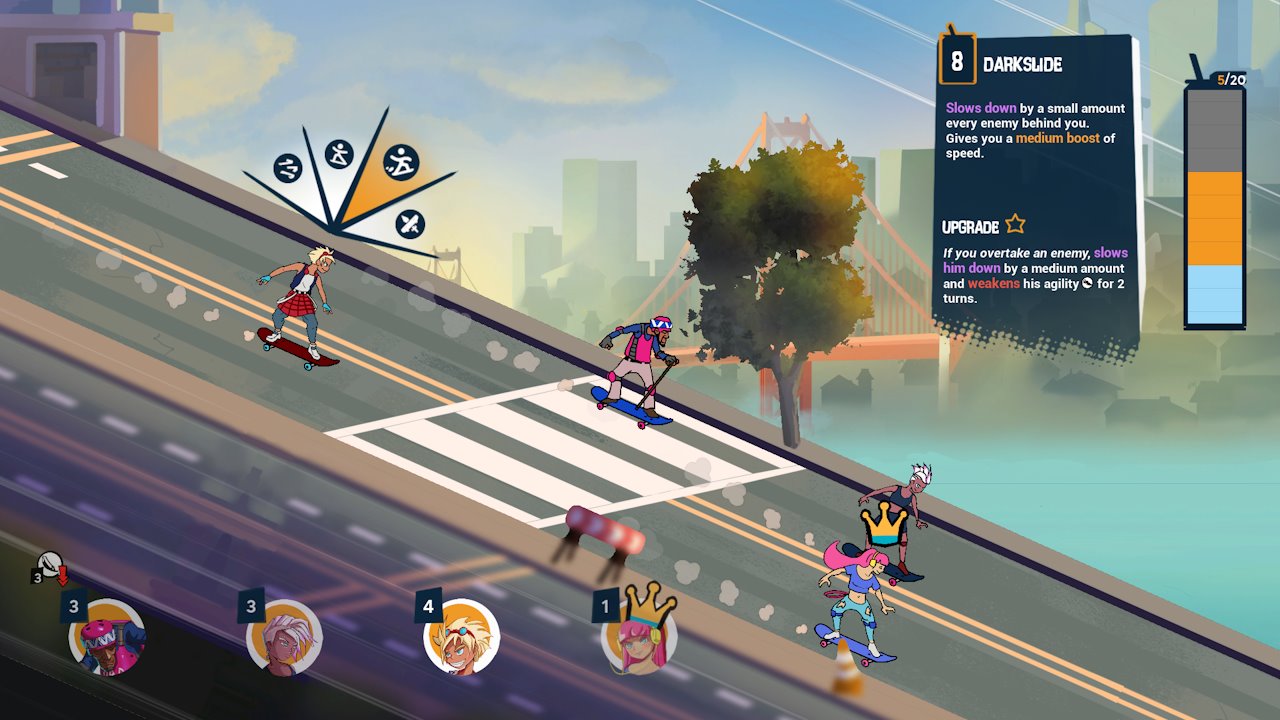 8 DARKSLIDE
5/20
Slows down by a small amount
every enemy behind you.
Gives you a medium boost of
speed.
UPGRADE
If you overtake an enemy, slows
him down by a medium amount
and weakens his agility for 2
turns.
3
3
3
4
1